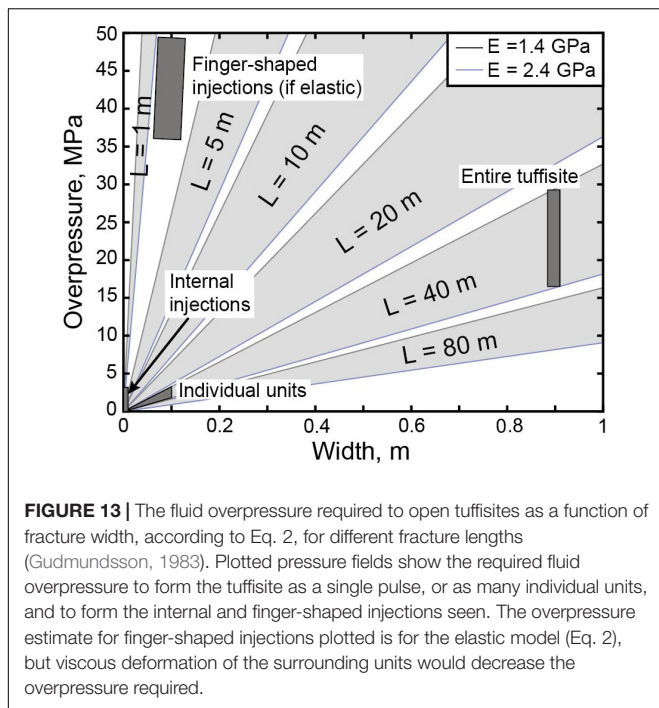 50
45
40
35
30
25
20
15
10
5
0
Overpressure, MPa
0
0.2
0.4
0.6
0.8
1
Width, m
E =1.4 GPa
E = 2.4 GPa
Finger-shaped
injections (if elastic)
L = 1 m
L = 5 m
L = 10 m
L = 20 m
L = 40 m
L = 80 m
Entire tuffisite
Internal
injections
Individual units
FIGURE 13 | The fluid overpressure required to open tuffisites as a function of
fracture width, according to Eq. 2, for different fracture lengths
(Gudmundsson, 1983). Plotted pressure fields show the required fluid
overpressure to form the tuffisite as a single pulse, or as many individual units,
and to form the internal and finger-shaped injections seen. The overpressure
estimate for finger-shaped injections plotted is for the elastic model (Eq. 2),
but viscous deformation of the surrounding units would decrease the
overpressure required.